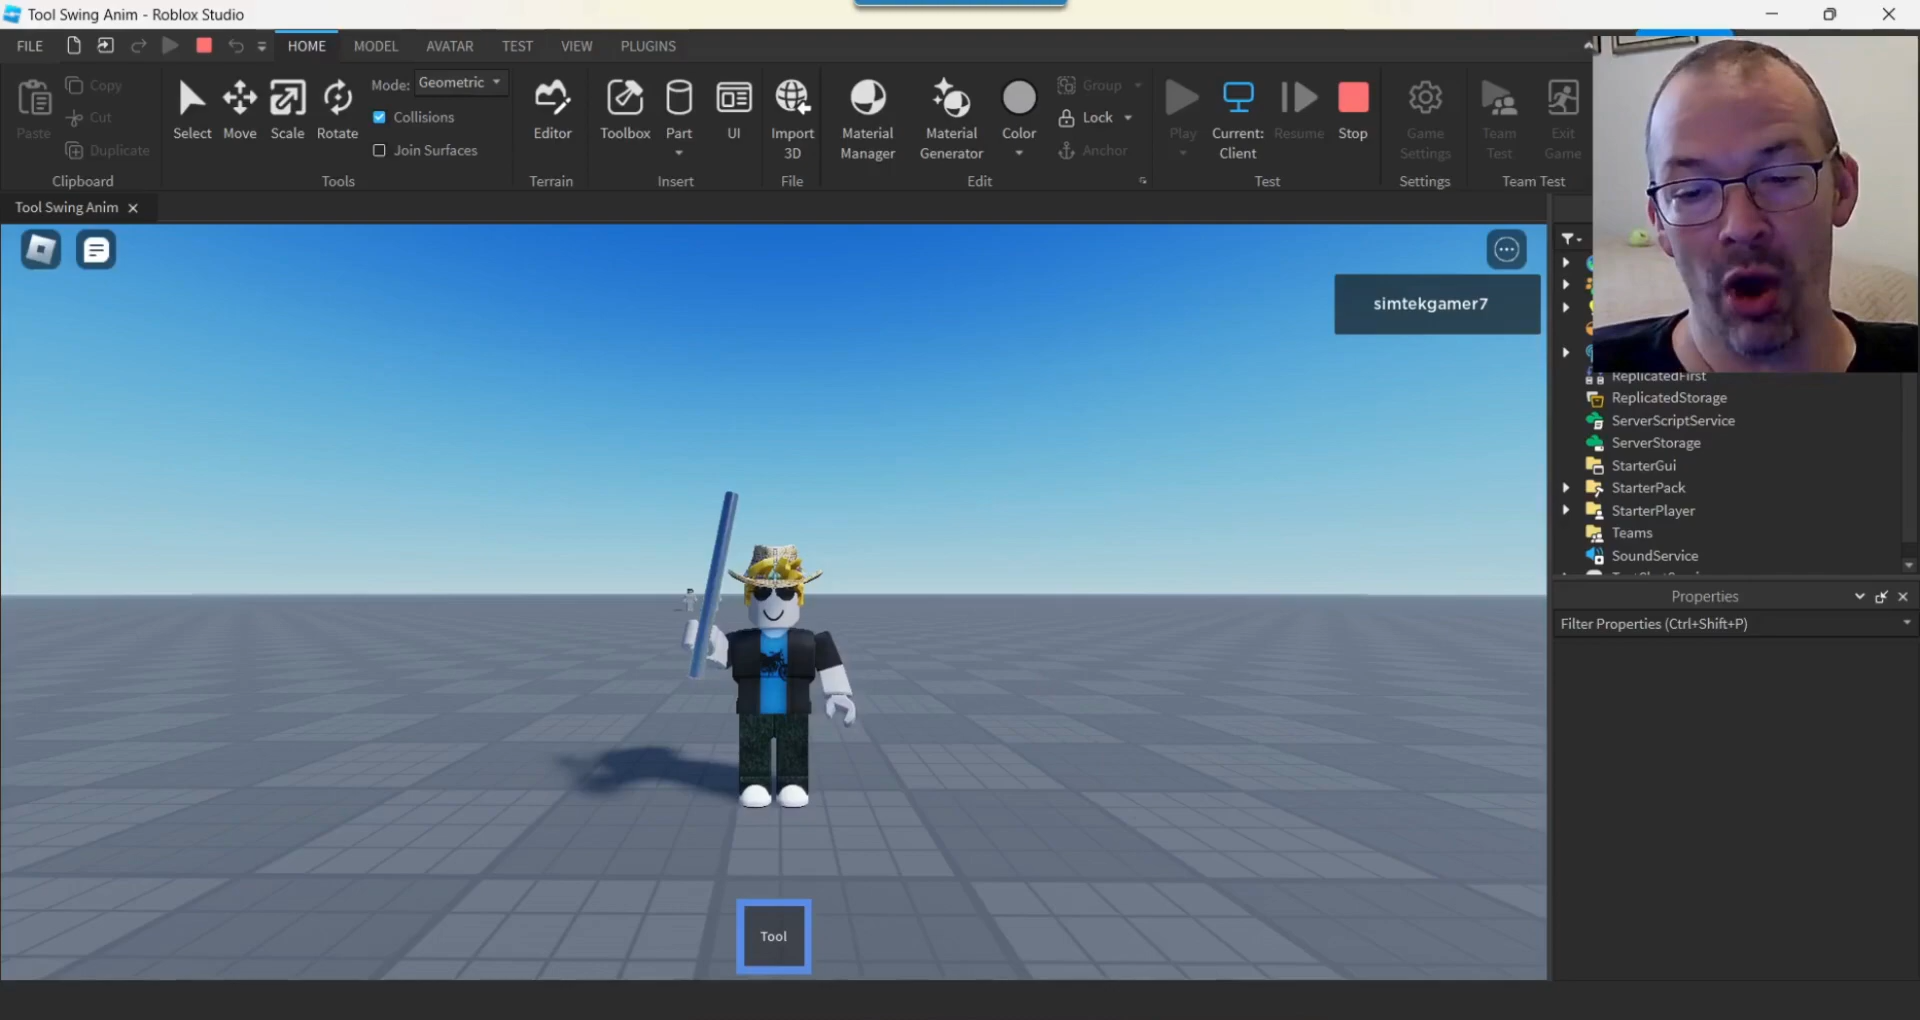 Tool Swing Anim - Roblox Studio
FILE
HOME
MODEL
AVATAR
TEST
VIEW
PLUGINS
Paste
Copy
Cut
Duplicate
Clipboard
Select
Move
Scale
Rotate
Mode: Geometric
Collisions
Join Surfaces
Tools
Editor
Terrain
Toolbox
Part
UI
Insert
Import
3D
File
Material
Manager
Material
Generator
Color
Group
Lock
Anchor
Edit
Play
Current:
Client
Resume
Stop
Test
Game
Settings
Settings
Team
Test
Exit
Game
Team Test
Tool Swing Anim
simtekgamer7
ReplicatedFirst
ReplicatedStorage
ServerScriptService
ServerStorage
StarterGui
StarterPack
StarterPlayer
Teams
SoundService
Properties
Filter Properties (Ctrl+Shift+P)
Tool